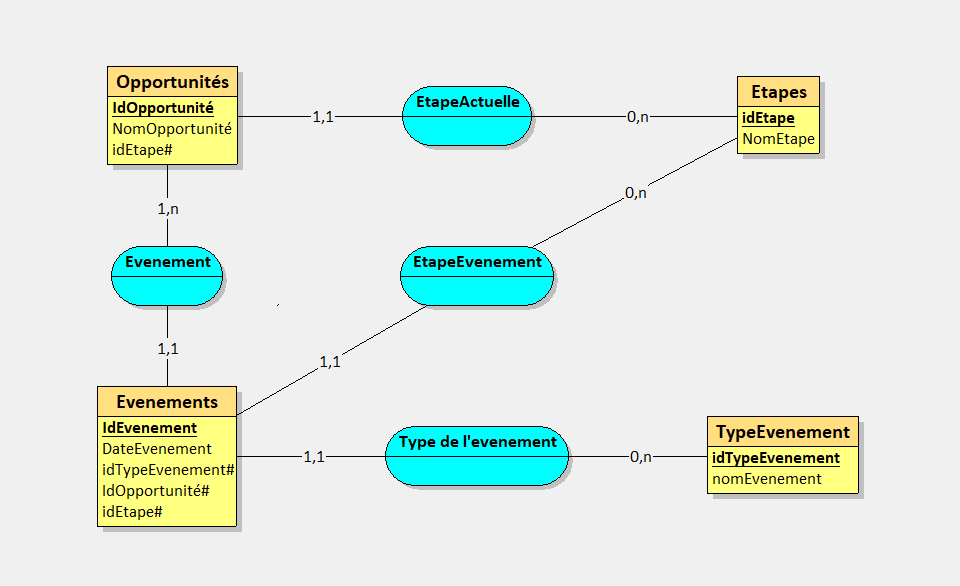 Opportunités
IdOpportunité
NomOpportunité
idEtape#
1,1
EtapeActuelle
0,n
Etapes
idEtape
NomEtape
1,n
0,n
Evenement
EtapeEvenement
1,1
1,1
Evenements
IdEvenement
DateEvenement
idTypeEvenement#
IdOpportunité#
idEtape#
1,1
Type de l'evenement
0,n
TypeEvenement
idTypeEvenement
nomEvenement